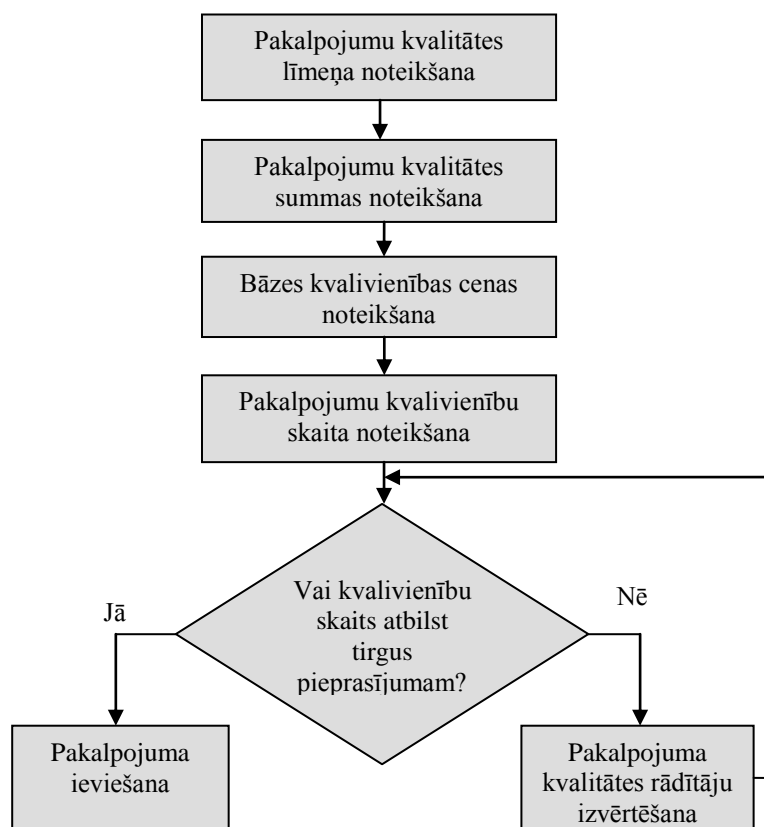 Pakalpojumu kvalitātes
līmeņa noteikšana
Pakalpojumu kvalitātes
summas noteikšana
Bāzes kvalivienības cenas
noteikšana
Pakalpojumu kvalivienību
skaita noteikšana
Vai kvalivienību
skaits atbilst
tirgus
pieprasījumam?
Jā
Nē
Pakalpojuma
ieviešana
Pakalpojuma
kvalitātes rādītāju
izvērtēšana